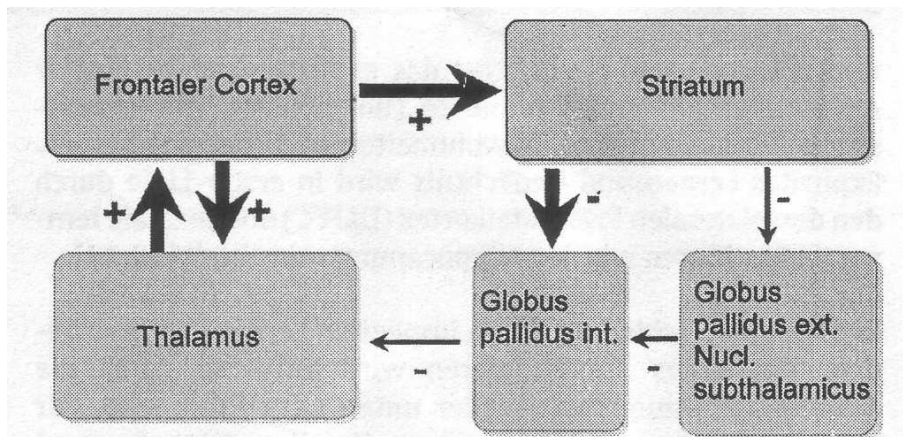 Frontaler Cortex
Striatum
+
+
+
-
-
Globus
pallidus int.
Globus
pallidus ext.
Nucl.
subthalamicus
Thalamus
-
-